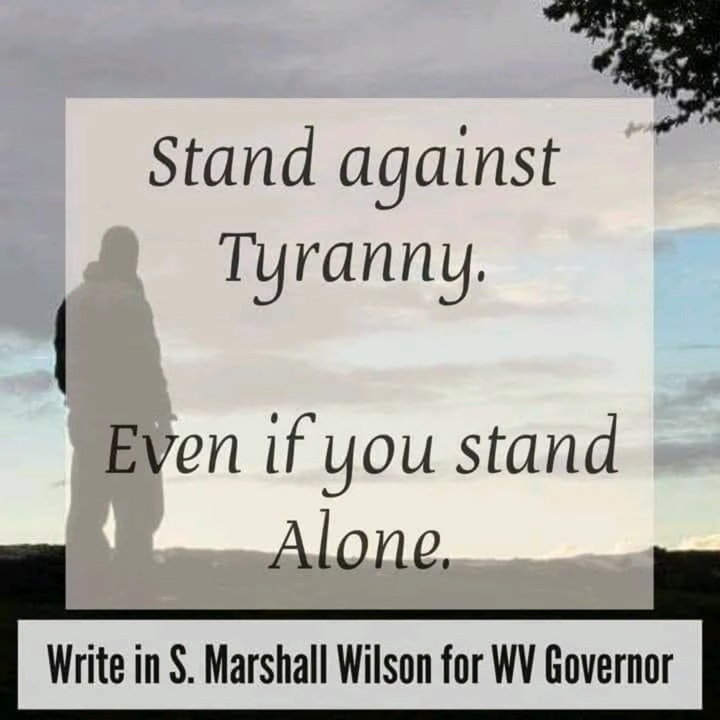 Stand against
Tyranny.
Even if you stand
Alone.
Write in S. Marshall Wilson for WV Governor